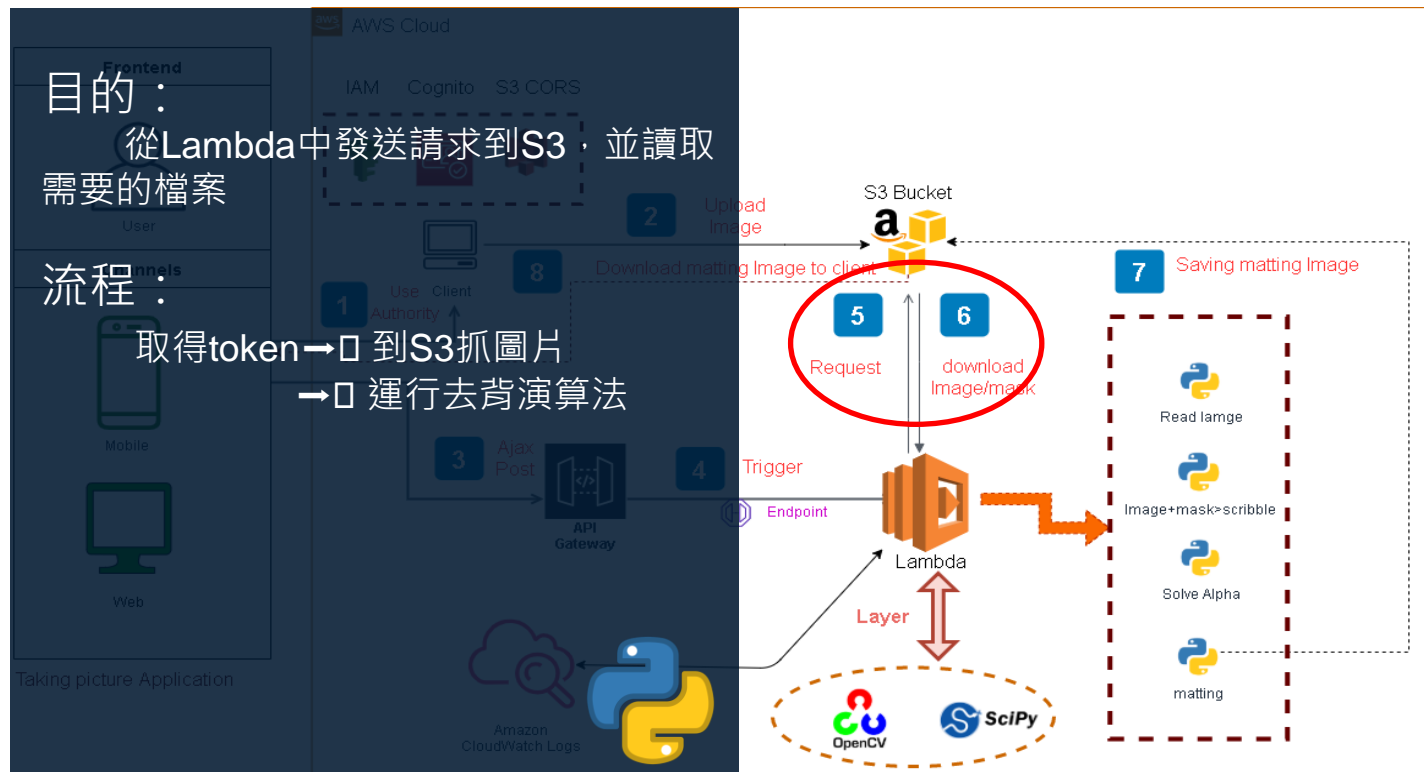 aws
AWS Cloud
Frontend
目的：
IAM
Cognito
S3 CORS
從Lambda中發送請求到S3，並讀取
需要的檔案
User
2
Upload
Image
S3 Bucket
a
Channels
流程：
8
Download matting Image to client
7
Saving matting Image
1
Use
Authority
Client
5
6
取得token→□ 到S3抓圖片
→□ 運行去背演算法
Request
download
Image/mask
Read Iamge
Mobile
3
Ajax
Post
4
Trigger
Endpoint
API
Gateway
Image+mask>scribble
Lambda
Solve Alpha
Web
Layer
matting
Taking picture Application
Amazon
CloudWatch Logs
OpenCV
SciPy